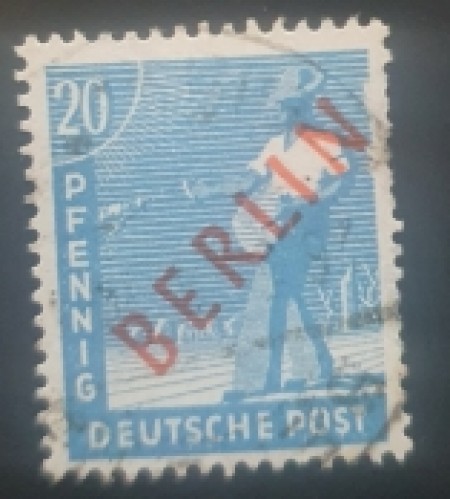 20
PFENNIG
BERLIN
DEUTSCHE POST